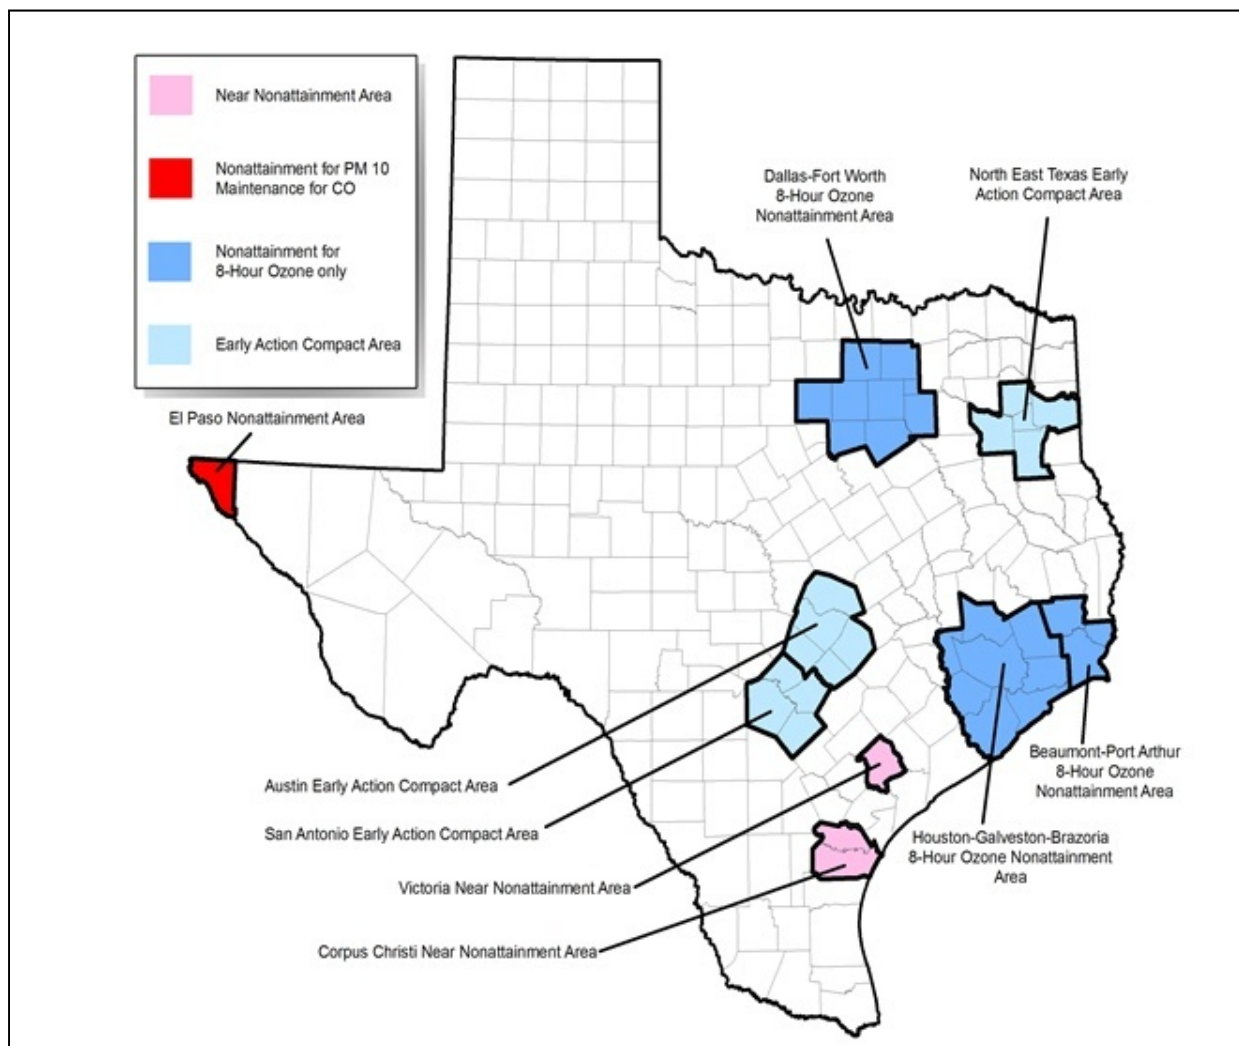 Near Nonattainment Area
Nonattainment for PM 10
Maintenance for CO
Nonattainment for
8-Hour Ozone only
Early Action Compact Area
Dallas-Fort Worth
8-Hour Ozone
Nonattainment Area
North East Texas Early
Action Compact Area
El Paso Nonattainment Area
Austin Early Action Compact Area
San Antonio Early Action Compact Area
Victoria Near Nonattainment Area
Corpus Christi Near Nonattainment Area
Beaumont-Port Arthur
8-Hour Ozone
Nonattainment Area
Houston-Galveston-Brazoria
8-Hour Ozone Nonattainment
Area